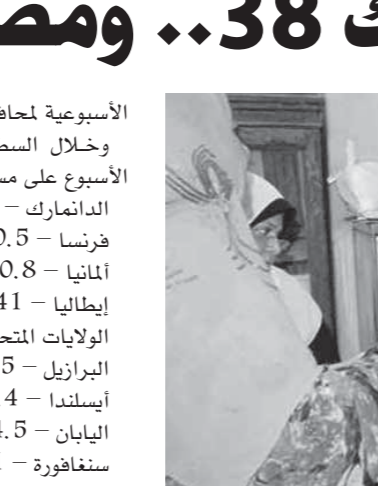 38.. ومصـ
الأسبوعية لمحافـ
وخـلال السـ
الأسبوع على مسـ
الدانمارك –
فرنسا – 0.5
ألمانيا – 0.8
إيطاليا – 41
الولايات المتحـ
البرازيل – 5
أيسلندا – 4
اليابان – 4.5
سنغافورة –